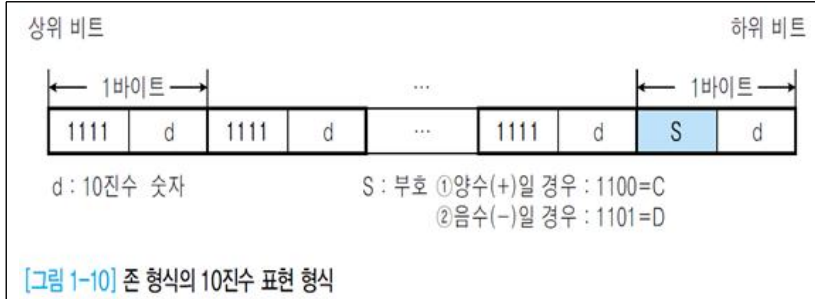 상위 비트 하위 비트
1바이트 … 1바이트
1111 d 1111 d … 1111 d S d
d : 10진수 숫자 S : 부호 ①양수(+)일 경우 : 1100=C
②음수(-)일 경우 : 1101=D
[그림 1-10] 존 형식의 10진수 표현 형식